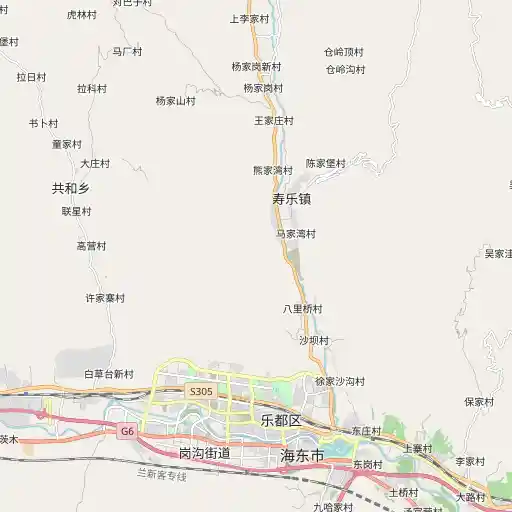 对巴子村
虎林村
上李家村
堡村
马厂村
仓岭顶村
杨家岗新村
仓岭沟村
拉日村
拉科村
杨家岗村
杨家山村
书卜村
王家庄村
童家村
大庄村
陈家堡村
熊家湾村
共和乡
寿乐镇
联星村
马家湾村
高营村
吴家洼
许家寨村
八里桥村
沙坝村
白草台新村
徐家沙沟村
S305
保家村
乐都区
G6
东庄村
茨木
上寨村
岗沟街道
海东市
东岗村
李家村
兰新客专线
土桥村
大路村
九哈家村